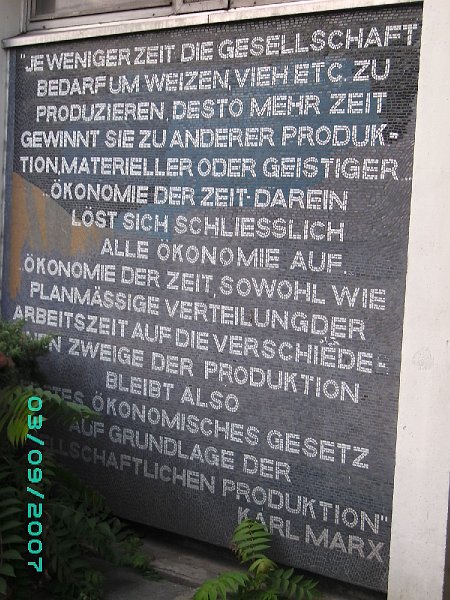 "JE WENIGER ZEIT DIE GESELLSCHAFT
BEDARF UM WEIZEN, VIEH ETC. ZU
PRODUZIEREN, DESTO MEHR ZEIT
GEWINNT SIE ZU ANDERER PRODUK-
TION, MATERIELLER ODER GEISTIGER...
ÖKONOMIE DER ZEIT- DAREIN
LÖST SICH SCHLIESSLICH
ALLE ÖKONOMIE AUF.
ÖKONOMIE DER ZEIT, SOWOHL WIE
PLANMÄSSIGE VERTEILUNG DER
ARBEITSZEIT AUF DIE VERSCHIEDE-
ZWEIGE DER PRODUKTION
BLEIBT ALSO
ÖKONOMISCHES GESETZ
AUF GRUNDLAGE DER
LLSCHAFTLICHEN PRODUKTION"
KARL MARX
03/09/2007